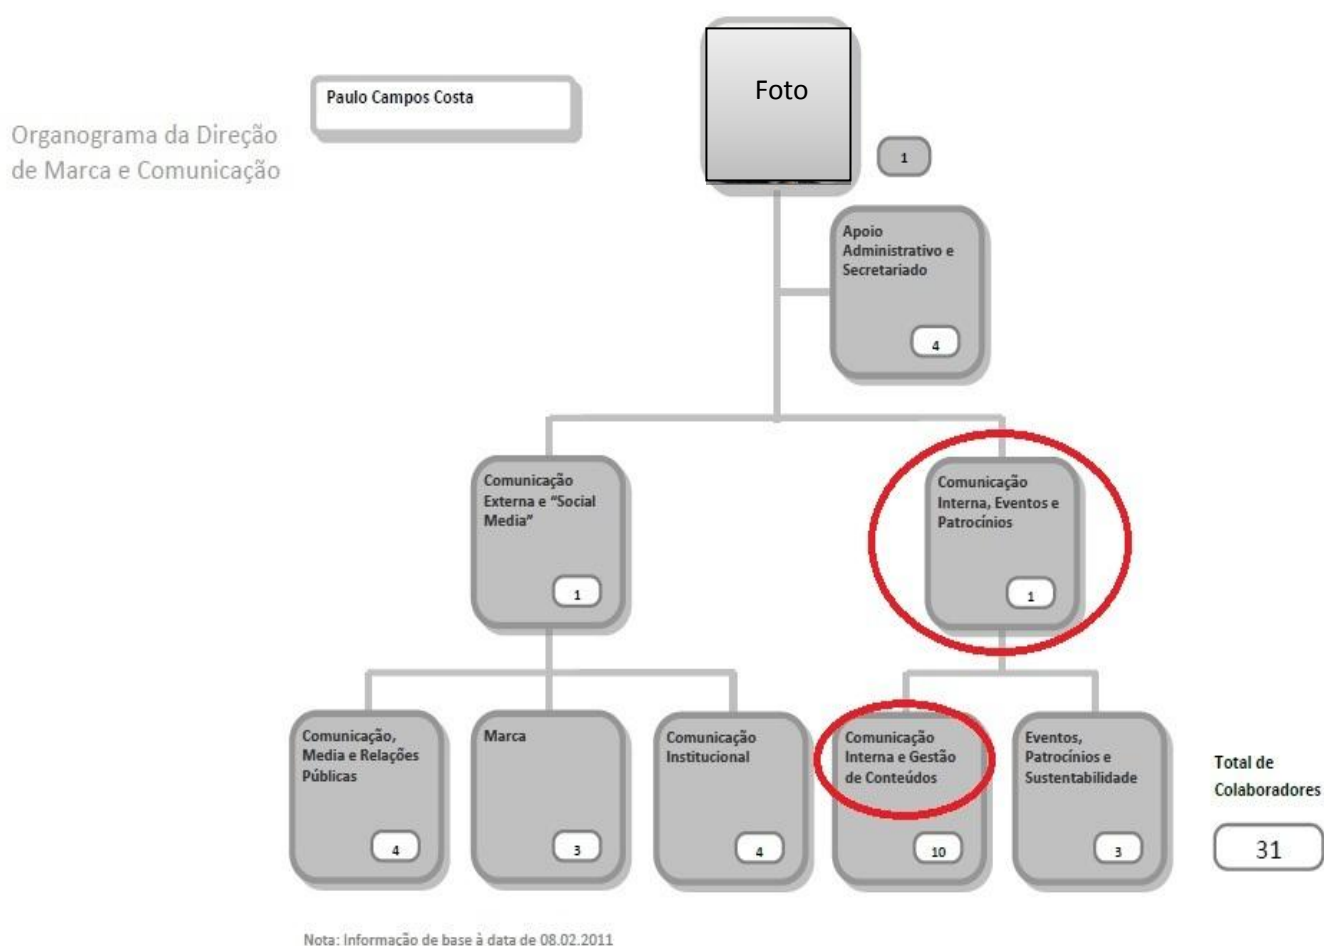 Foto
Paulo Campos Costa
Organograma da Direção
de Marca e Comunicação
1
Apoio
Administrativo e
Secretariado
4
Comunicação
Externa e “Social
Media”
1
Comunicação
Interna, Eventos e
Patrocínios
1
Comunicação,
Media e Relações
Públicas
4
Marca
3
Comunicação
Institucional
4
Comunicação
Interna e Gestão
de Conteúdos
10
Eventos,
Patrocínios e
Sustentabilidade
3
Total de
Colaboradores
31
Nota: Informação de base à data de 08.02.2011